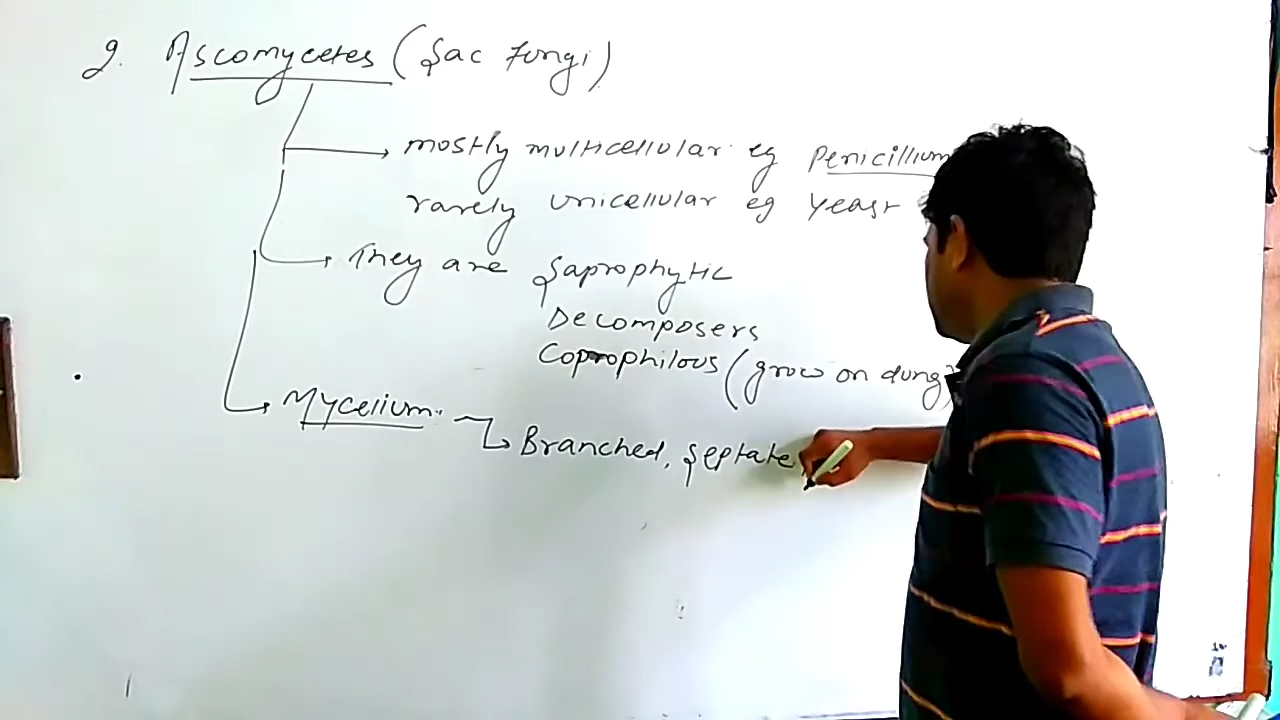 2. Ascomycetes (Sac Fungi)
mostly multicellular eg Penicillium
rarely unicellular eg yeast
They are Saprophytic
Decomposers
Coprophilous (grow on dung)
Mycelium
Branched, Septate,